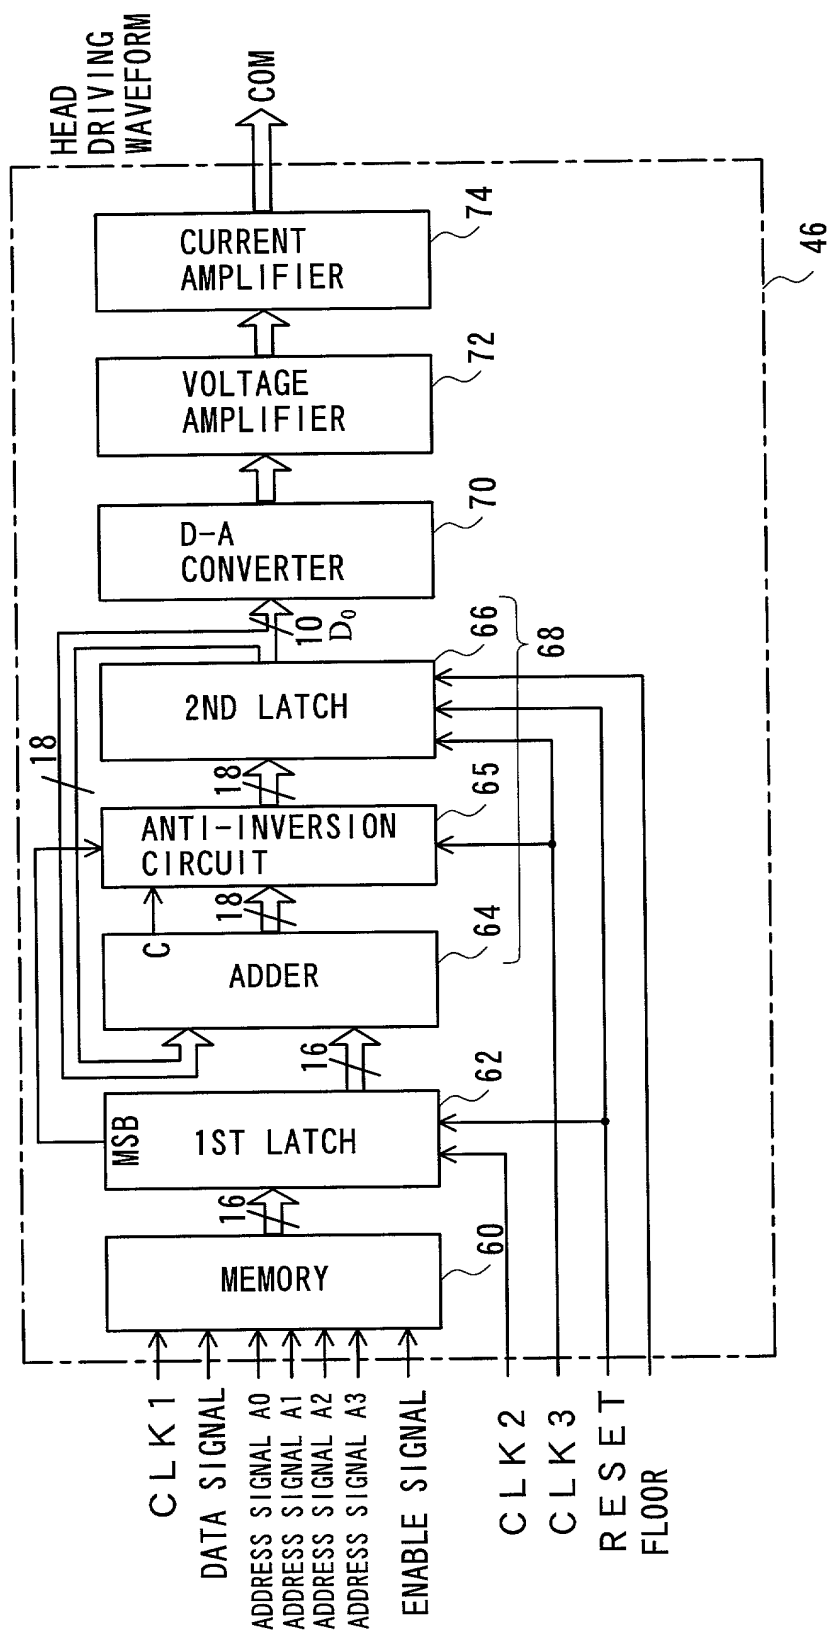 HEAD
DRIVING
WAVEFORM
COM
CURRENT
AMPLIFIER
74
46
VOLTAGE
AMPLIFIER
72
D-A
CONVERTER
70
10
D0
2ND LATCH
66
68
18
18
ANTI-INVERSION
CIRCUIT
65
18
C
ADDER
64
16
MSB
1ST LATCH
62
16
MEMORY
60
CLK1
DATA SIGNAL
ADDRESS SIGNAL A0
ADDRESS SIGNAL A1
ADDRESS SIGNAL A2
ADDRESS SIGNAL A3
ENABLE SIGNAL
CLK2
CLK3
RESET
FLOOR